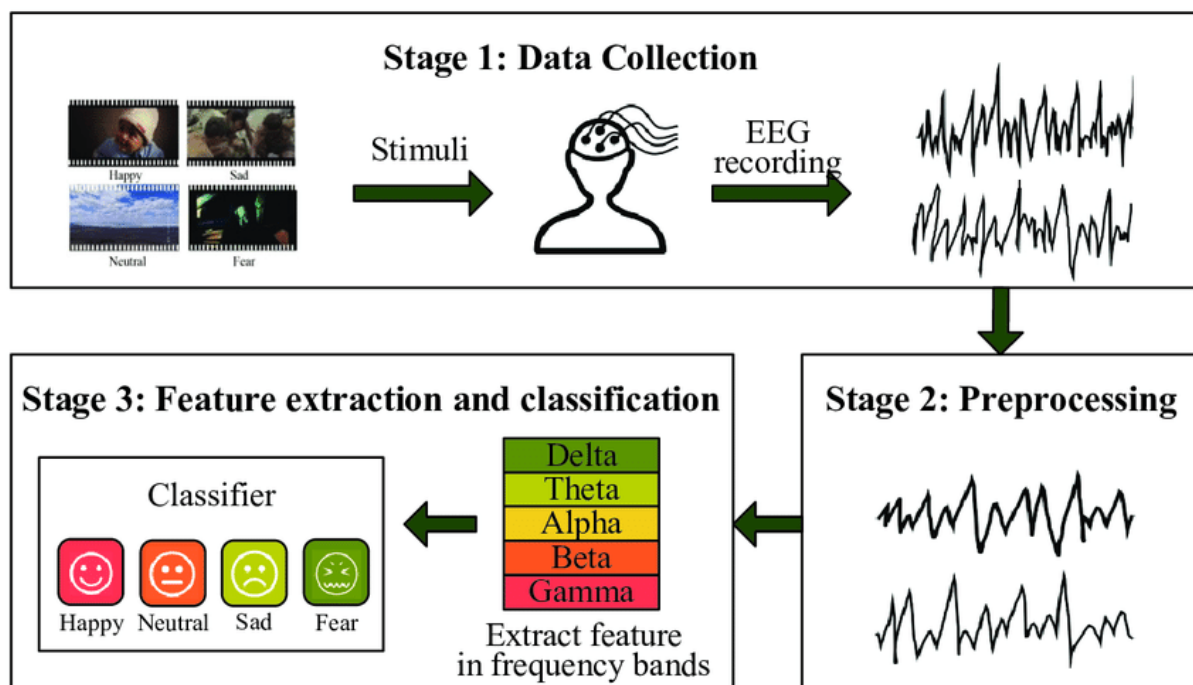 Stage 1: Data Collection
Happy
Sad
Neutral
Fear
Stimuli
EEG
recording
Stage 2: Preprocessing
Stage 3: Feature extraction and classification
Delta
Theta
Alpha
Beta
Gamma
Extract feature
in frequency bands
Classifier
Happy
Neutral
Sad
Fear